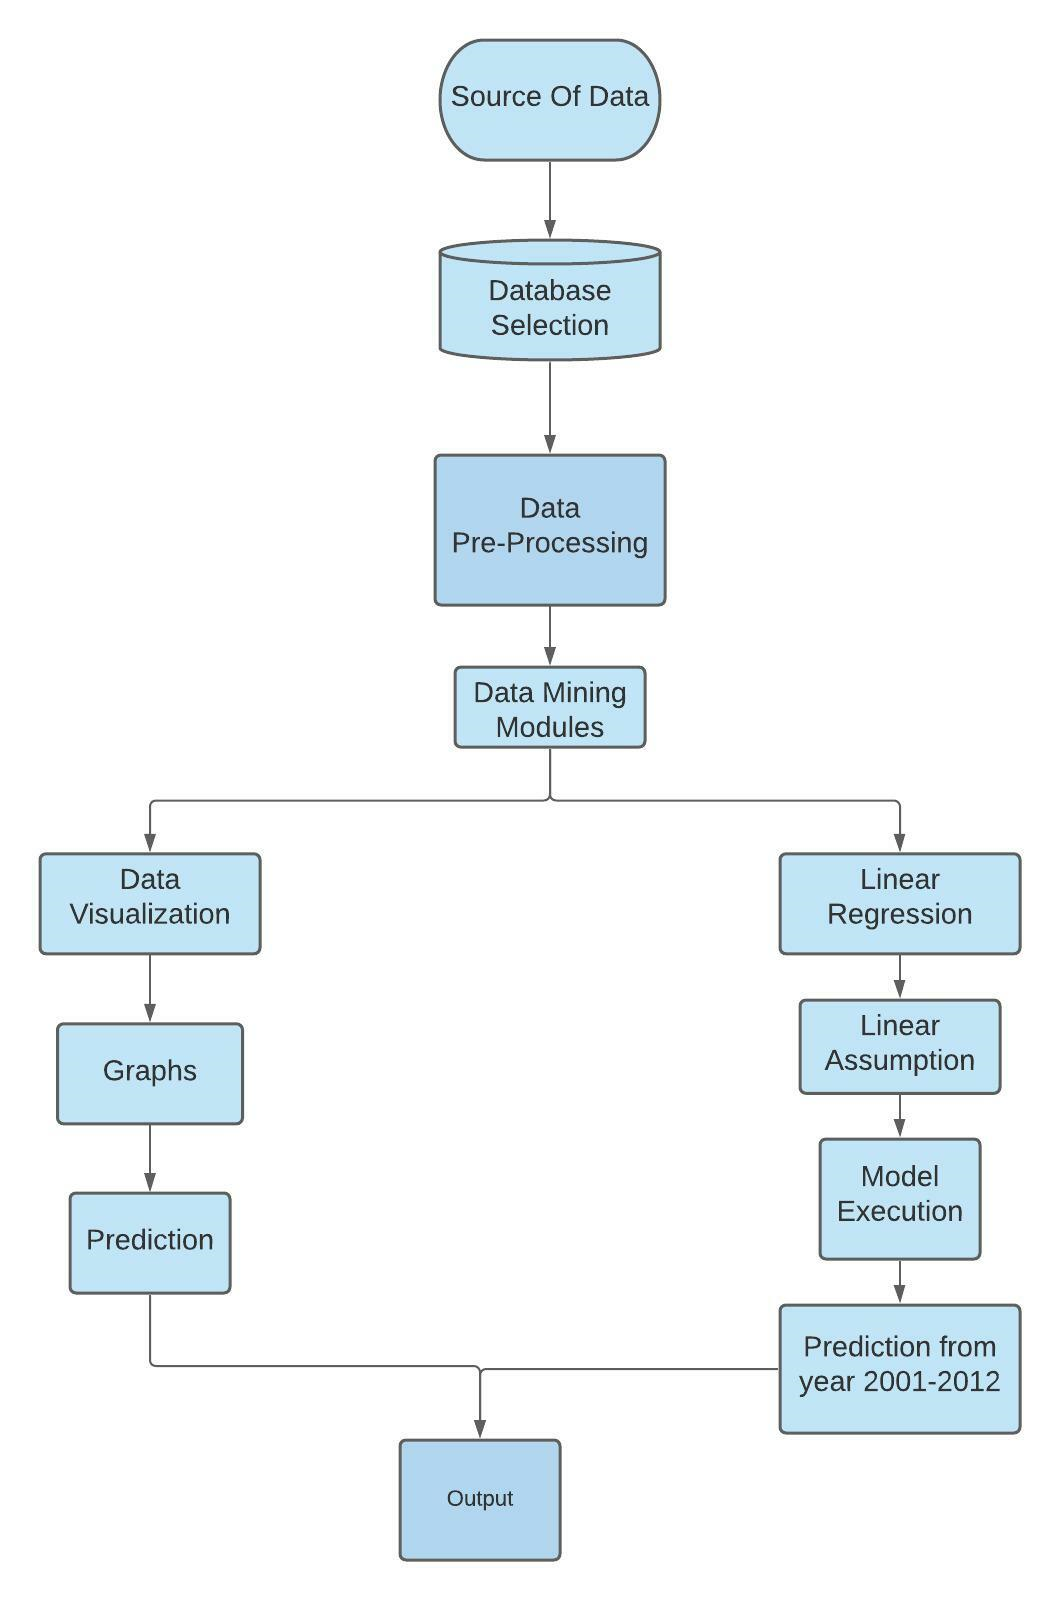 Source Of Data
Database
Selection
Data
Pre-Processing
Data Mining
Modules
Data
Visualization
Graphs
Prediction
Linear
Regression
Linear
Assumption
Model
Execution
Prediction from
year 2001-2012
Output